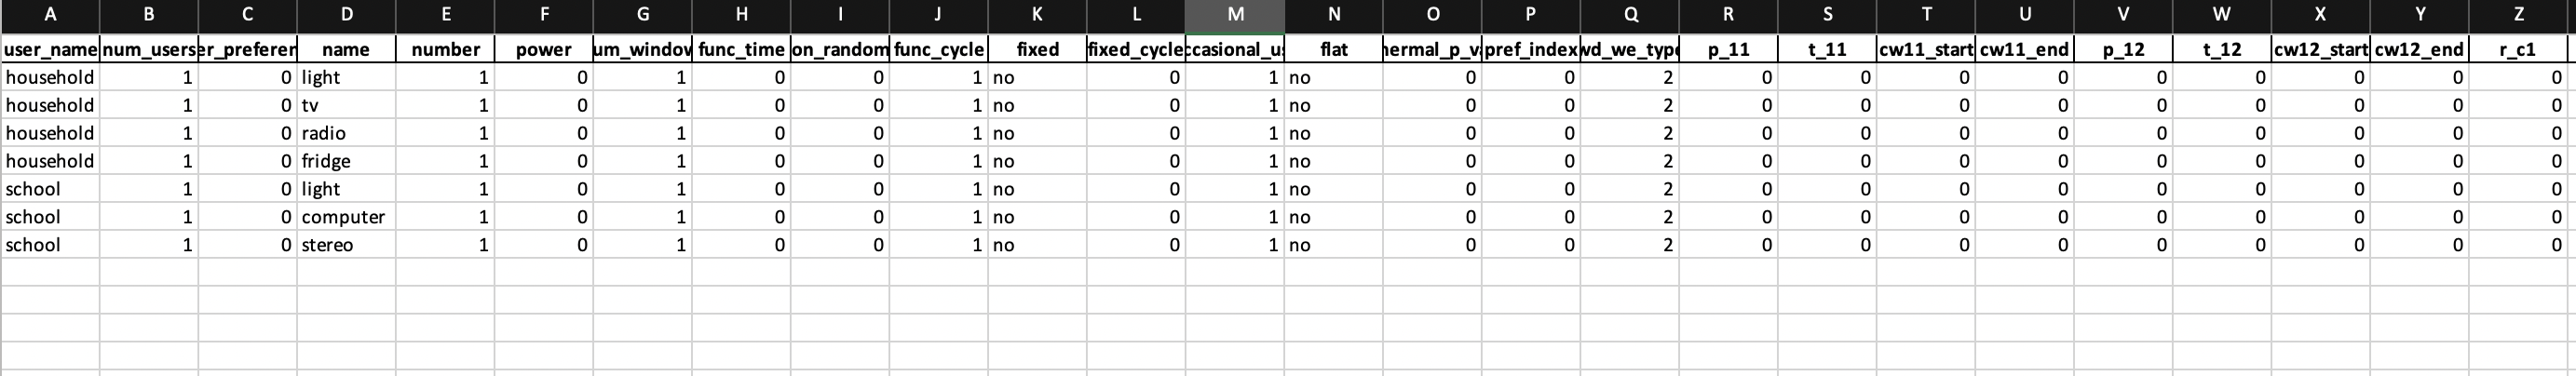 A B C D E F G H I J K L M N O P Q R S T U V W X Y Z
user_name num_users er_preferen name number power um_window func_time on_random func_cycle fixed fixed_cycle ccasional_us flat hermal_p_va pref_index wd_we_type p_11 t_11 cw11_start cw11_end p_12 t_12 cw12_start cw12_end r_c1
household 1 0 light 1 0 1 0 0 1 no 0 1 no 0 0 2 0 0 0 0 0 0 0 0 0
household 1 0 tv 1 0 1 0 0 1 no 0 1 no 0 0 2 0 0 0 0 0 0 0 0 0
household 1 0 radio 1 0 1 0 0 1 no 0 1 no 0 0 2 0 0 0 0 0 0 0 0 0
household 1 0 fridge 1 0 1 0 0 1 no 0 1 no 0 0 2 0 0 0 0 0 0 0 0 0
school 1 0 light 1 0 1 0 0 1 no 0 1 no 0 0 2 0 0 0 0 0 0 0 0 0
school 1 0 computer 1 0 1 0 0 1 no 0 1 no 0 0 2 0 0 0 0 0 0 0 0 0
school 1 0 stereo 1 0 1 0 0 1 no 0 1 no 0 0 2 0 0 0 0 0 0 0 0 0